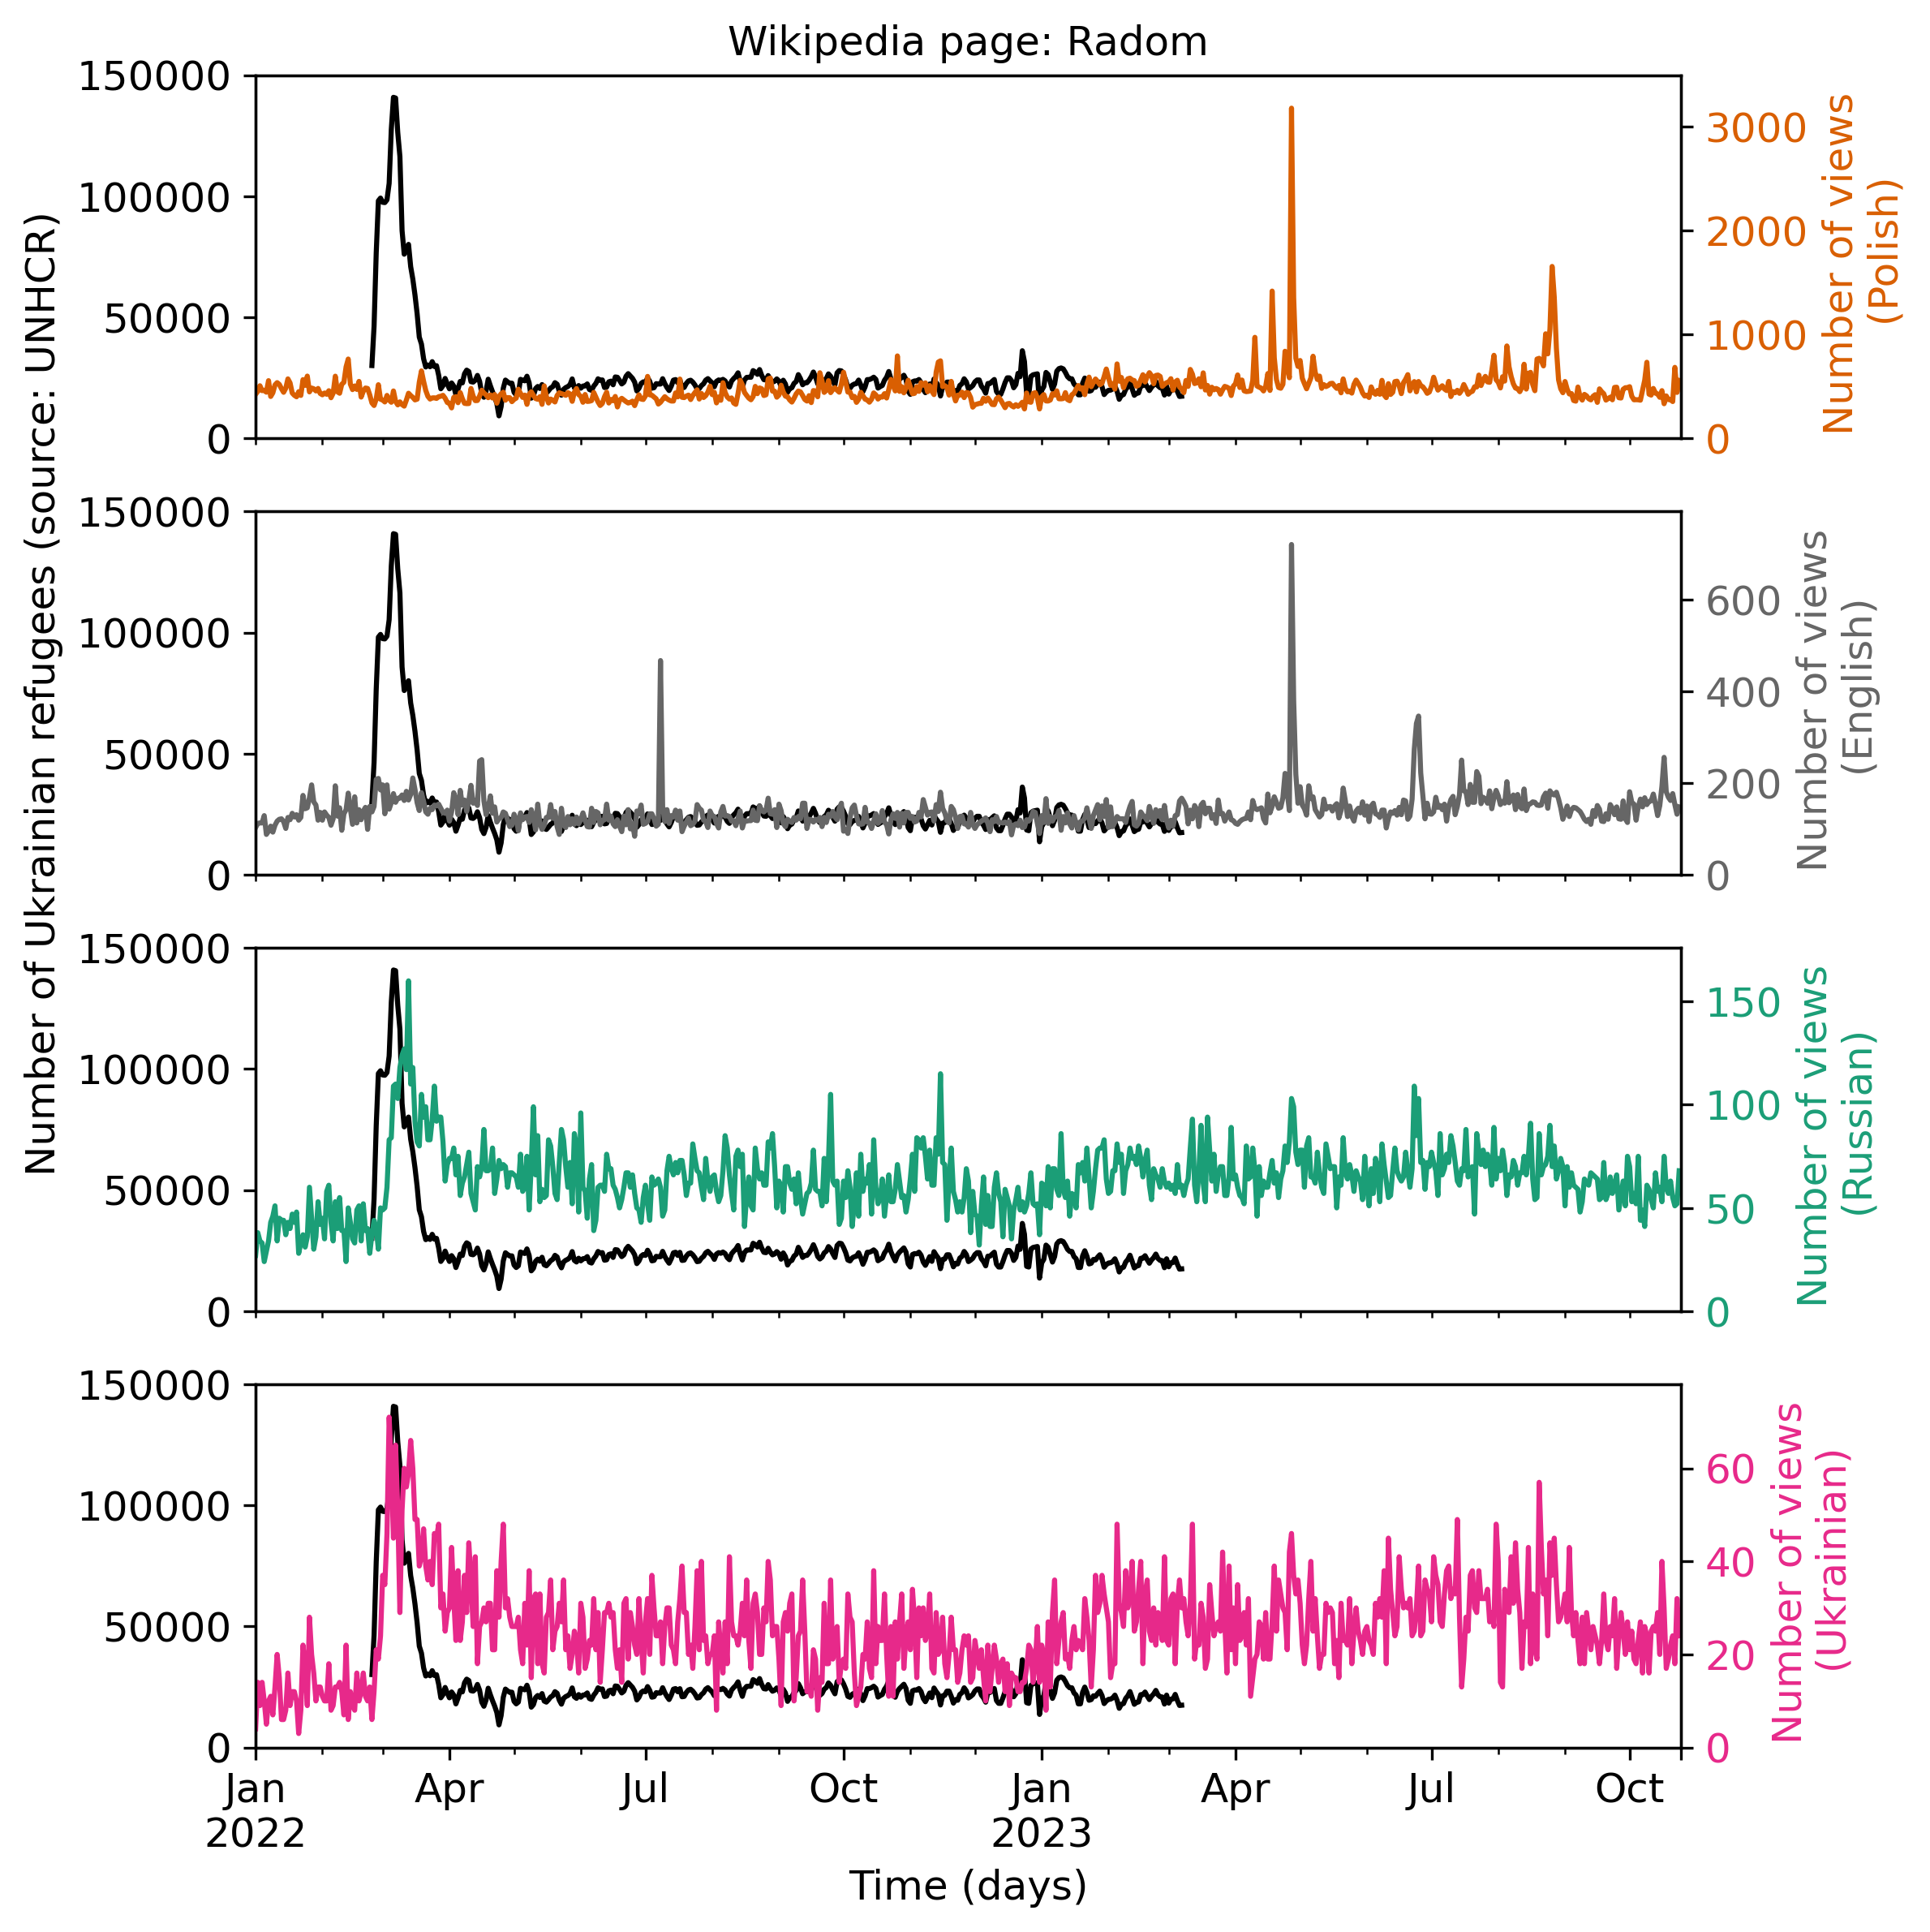 Wikipedia page: Radom
Number of Ukrainian refugees (source: UNHCR)
150000
100000
50000
0
3000
2000
1000
0
Number of views
(Polish)
150000
100000
50000
0
600
400
200
0
Number of views
(English)
150000
100000
50000
0
150
100
50
0
Number of views
(Russian)
150000
100000
50000
0
60
40
20
0
Number of views
(Ukrainian)
Jan Apr Jul Oct Jan Apr Jul Oct
2022 2023
Time (days)